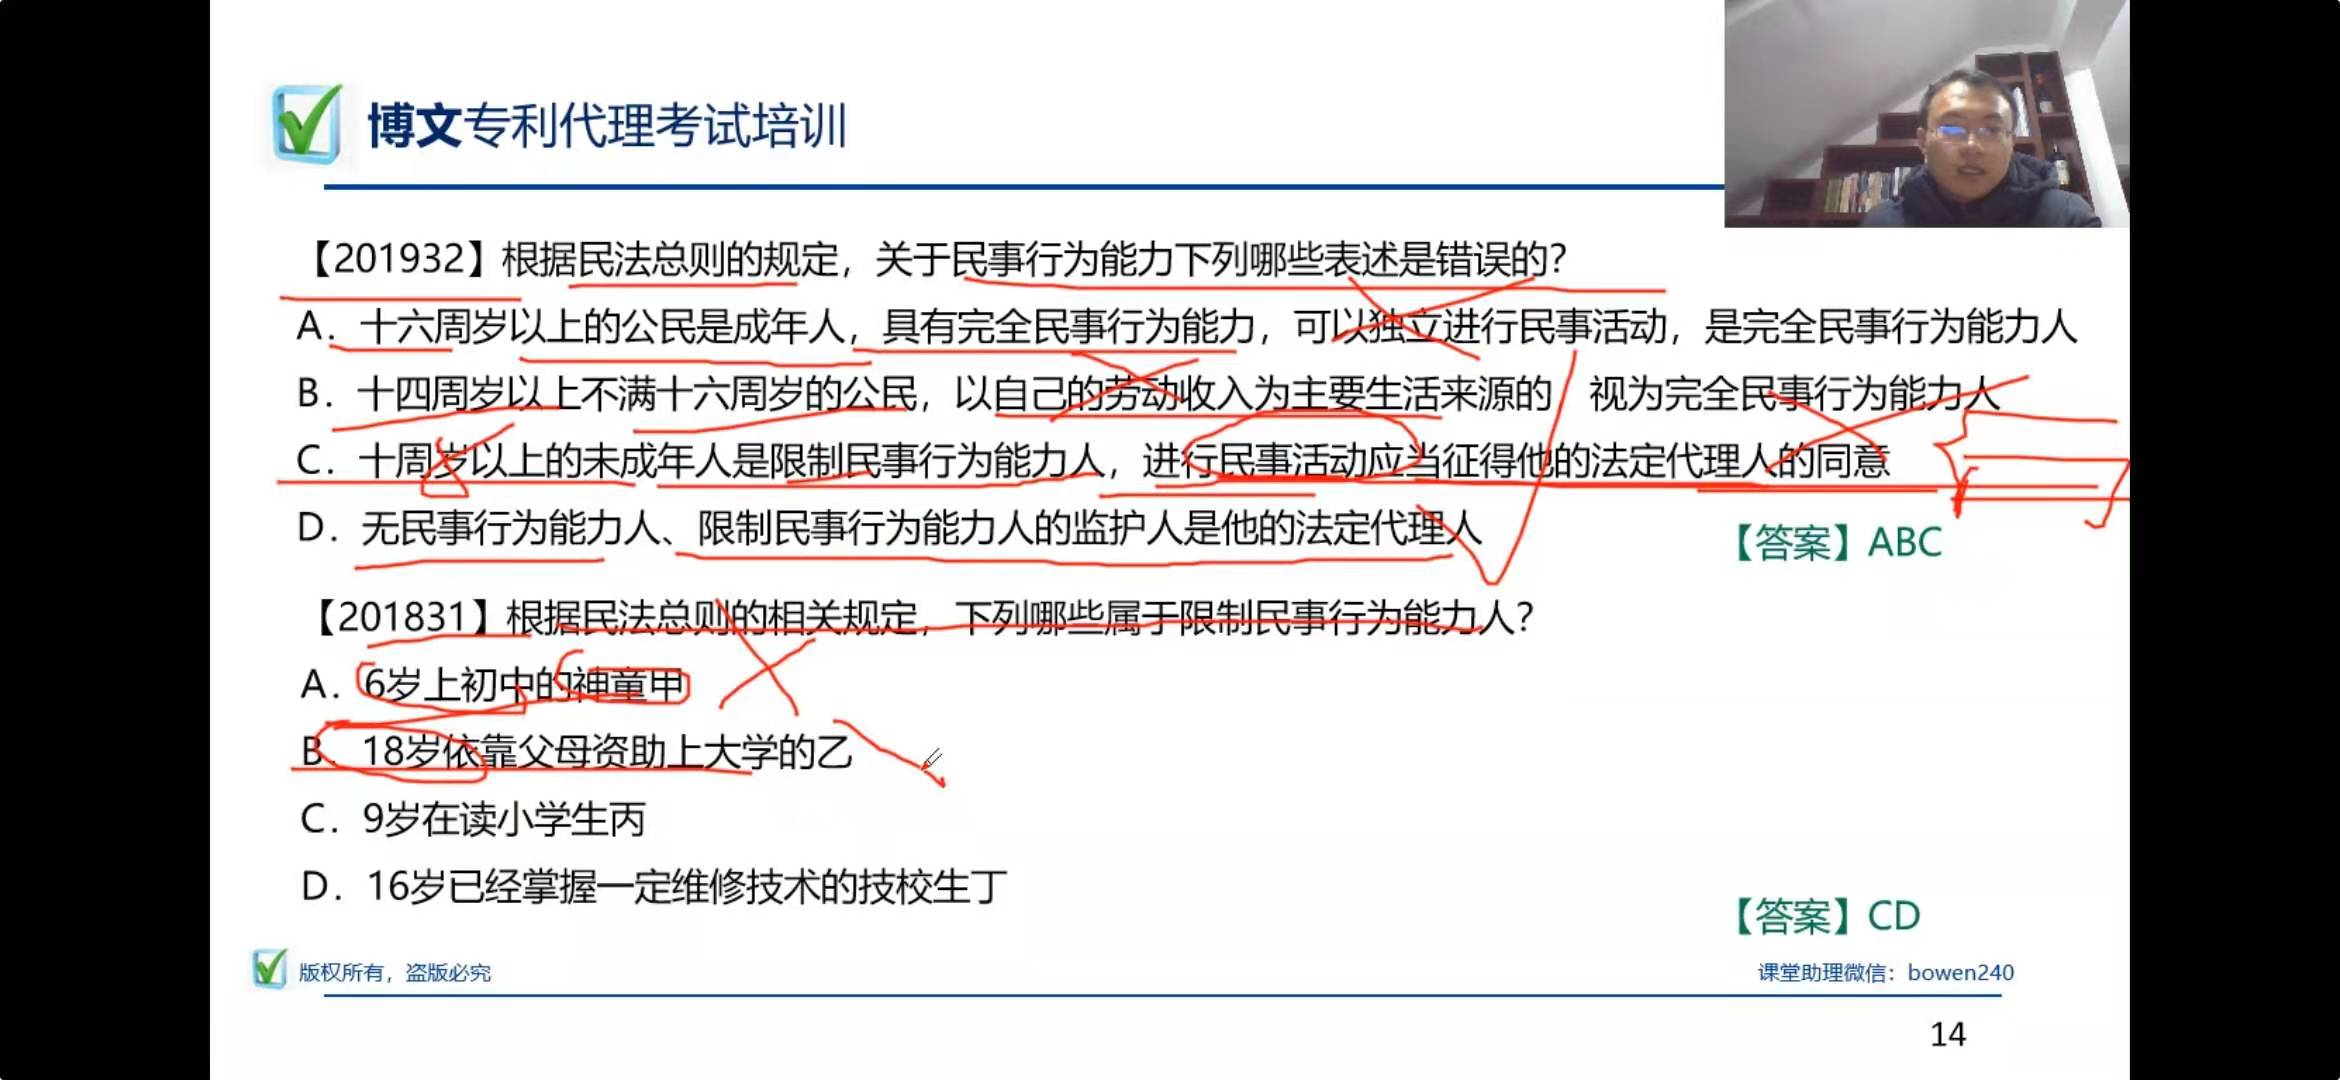 博文专利代理考试培训
【201932】根据民法总则的规定，关于民事行为能力下列哪些表述是错误的?
A. 十六周岁以上的公民是成年人，具有完全民事行为能力，可以独立进行民事活动，是完全民事行为能力人
B. 十四周岁以上不满十六周岁的公民，以自己的劳动收入为主要生活来源的 视为完全民事行为能力人
C. 十周岁以上的未成年人是限制民事行为能力人，进行民事活动应当征得他的法定代理人的同意
8
D. 无民事行为能力人、限制民事行为能力人的监护人是他的法定代理人
【答案】ABC
【201831】根据民法总则的相关规定，下列哪些属于限制民事行为能力人?
A. 6岁上初中的神童甲
B. 18岁依靠父母资助上大学的乙
C. 9岁在读小学生丙
D. 16岁已经掌握一定维修技术的技校生丁
【答案】CD
版权所有，盗版必究
课堂助理微信：bowen240
14